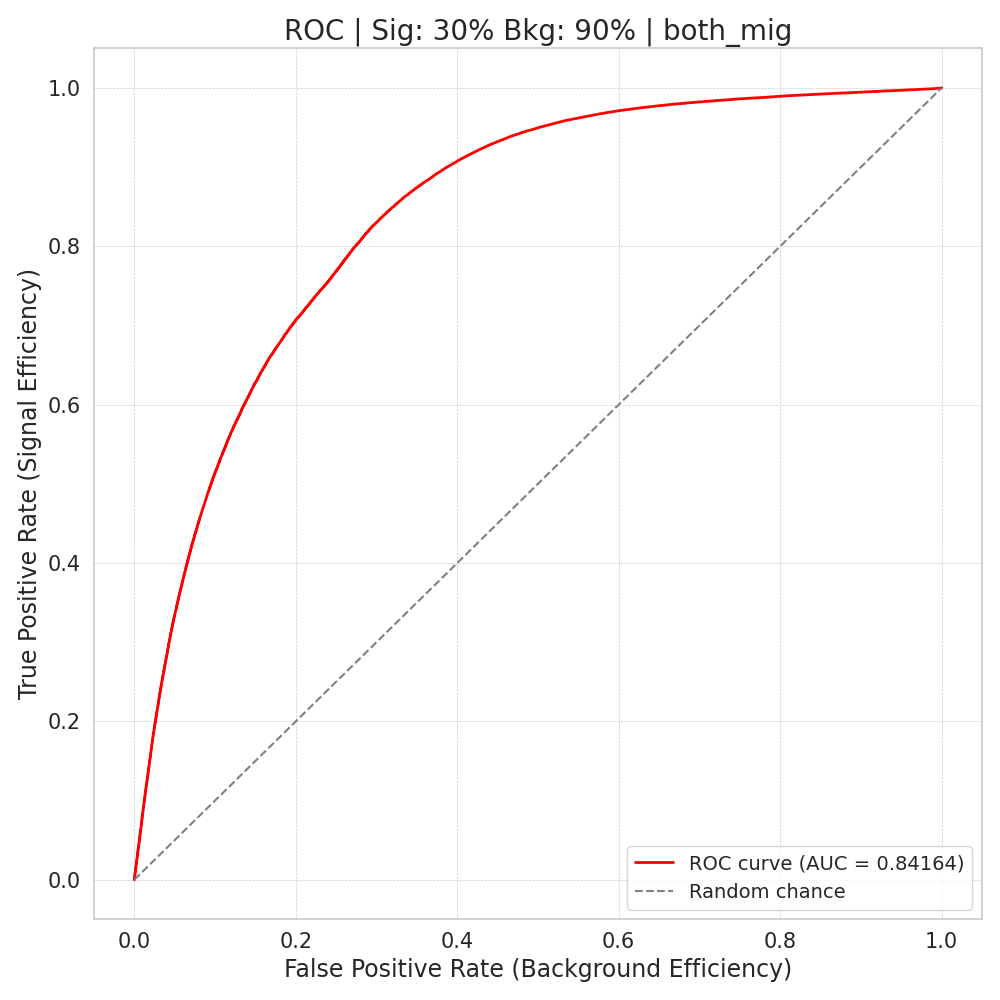 ROC | Sig: 30% Bkg: 90% | both_mig
True Positive Rate (Signal Efficiency)
1.0
0.8
0.6
0.4
0.2
0.0
ROC curve (AUC = 0.84164)
Random chance
0.0 0.2 0.4 0.6 0.8 1.0
False Positive Rate (Background Efficiency)